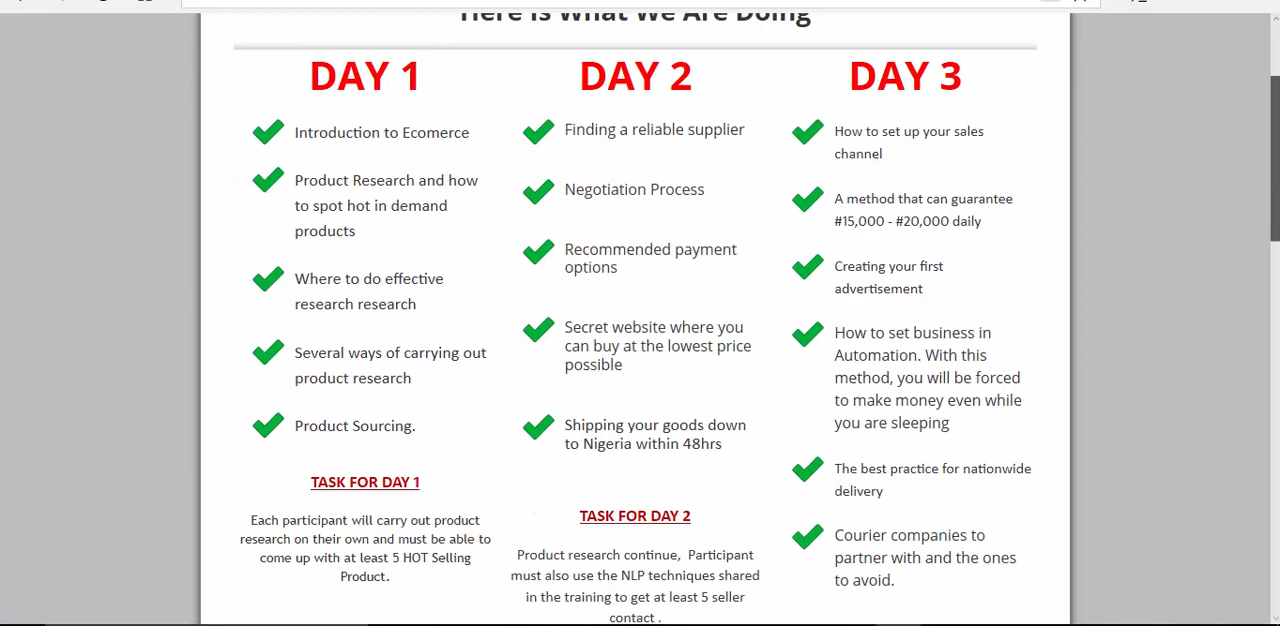 Here Is What We Are Doing
DAY 1
Introduction to Ecomerce
Product Research and how
to spot hot in demand
products
Where to do effective
research research
Several ways of carrying out
product research
Product Sourcing.
TASK FOR DAY 1
Each participant will carry out product
research on their own and must be able to
come up with at least 5 HOT Selling
Product.
DAY 2
Finding a reliable supplier
Negotiation Process
Recommended payment
options
Secret website where you
can buy at the lowest price
possible
Shipping your goods down
to Nigeria within 48hrs
TASK FOR DAY 2
Product research continue, Participant
must also use the NLP techniques shared
in the training to get at least 5 seller
contact .
DAY 3
How to set up your sales
channel
A method that can guarantee
#15,000 - #20,000 daily
Creating your first
advertisement
How to set business in
Automation. With this
method, you will be forced
to make money even while
you are sleeping
The best practice for nationwide
delivery
Courier companies to
partner with and the ones
to avoid.